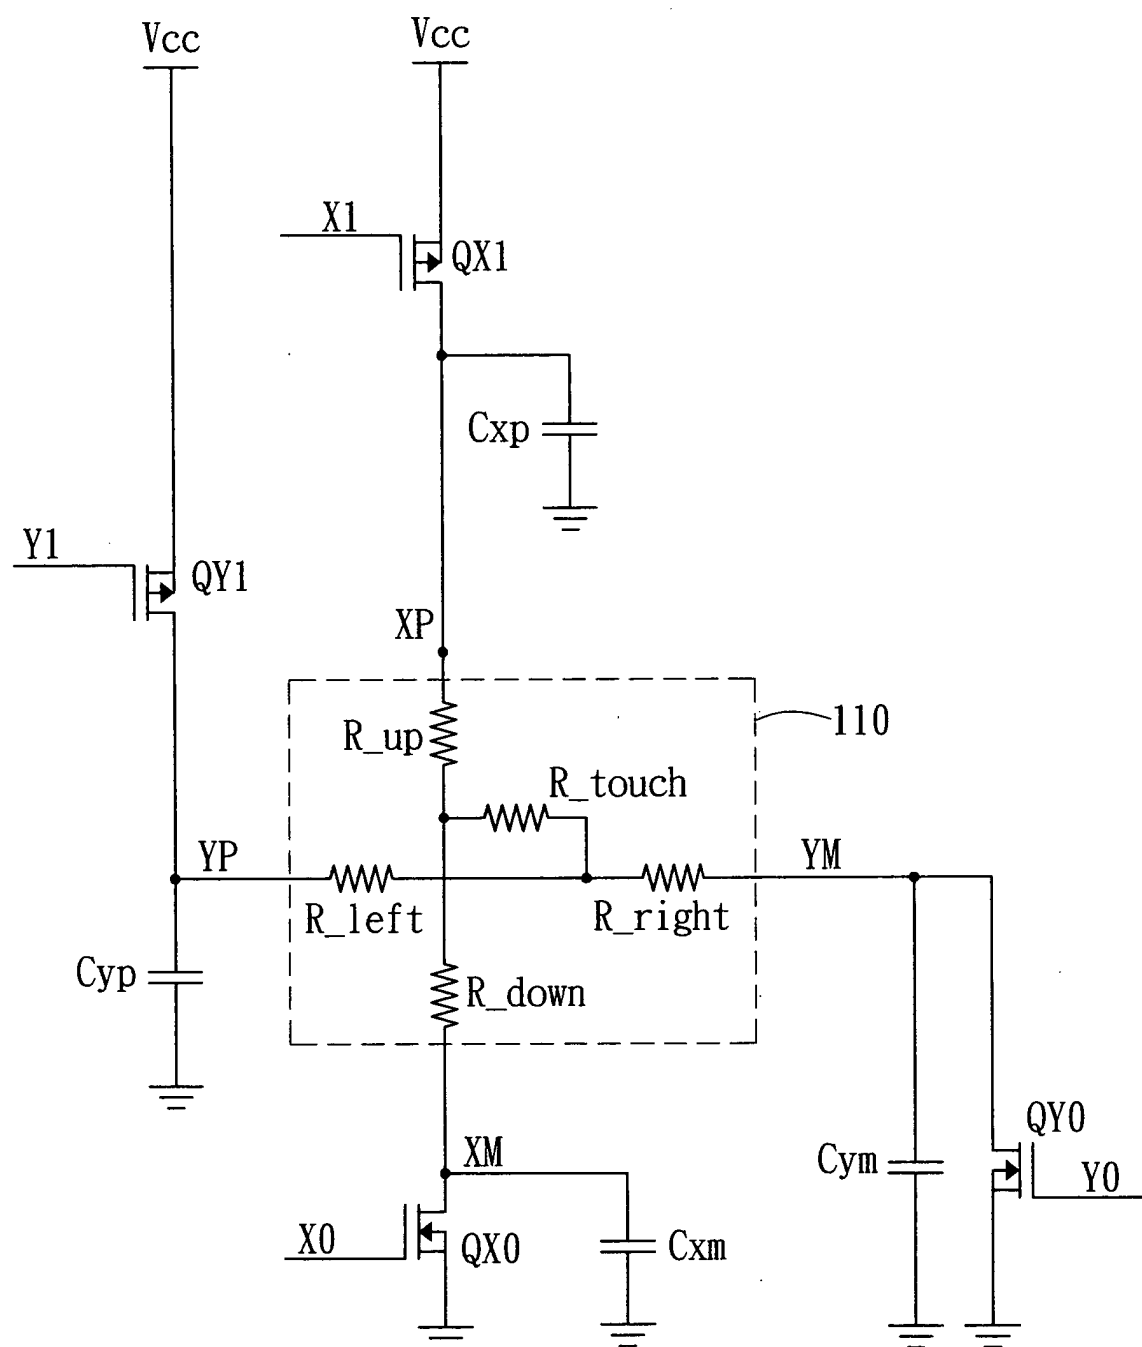 Vcc
Vcc
X1
QX1
Cxp
Y1
QY1
XP
110
R_up
R_touch
YP
YM
R_left
R_right
Cyp
R_down
QY0
XM
Cym
Y0
X0
QX0
Cxm